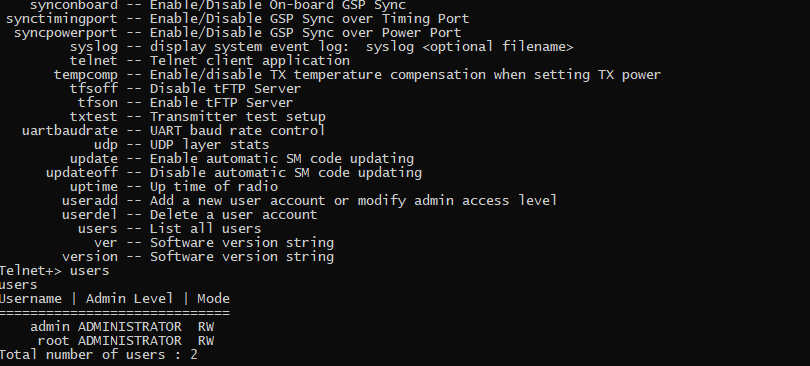 synconboard -- Enable/Disable On-board GSP Sync
synctimingport -- Enable/Disable GSP Sync over Timing Port
syncpowerport -- Enable/Disable GSP Sync over Power Port
syslog -- display system event log:  syslog <optional filename>
telnet -- Telnet client application
tempcomp -- Enable/disable TX temperature compensation when setting TX power
tfsoff -- Disable tFTP Server
tfson -- Enable tFTP Server
txtest -- Transmitter test setup
uartbaudrate -- UART baud rate control
udp -- UDP layer stats
update -- Enable automatic SM code updating
updateoff -- Disable automatic SM code updating
uptime -- Up time of radio
useradd -- Add a new user account or modify admin access level
userdel -- Delete a user account
users -- List all users
ver -- Software version string
version -- Software version string
Telnet+> users
users
Username | Admin Level | Mode
=============================
admin ADMINISTRATOR  RW
root ADMINISTRATOR  RW
Total number of users : 2